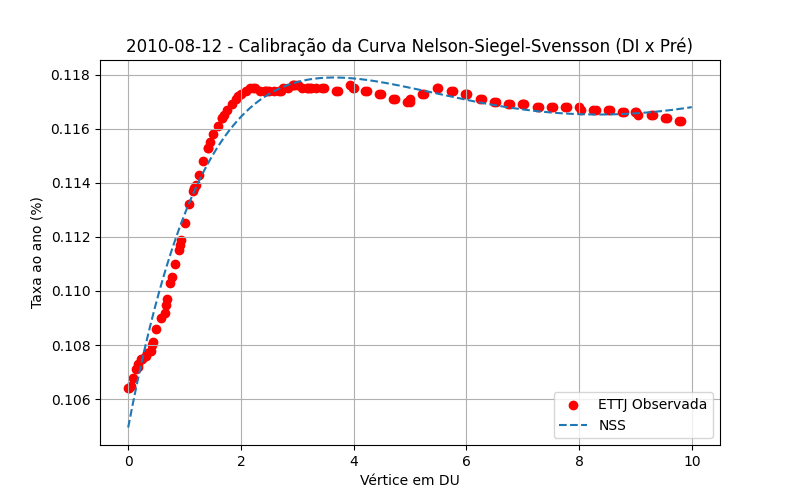 2010-08-12 - Calibração da Curva Nelson-Siegel-Svensson (DI x Pré)
Taxa ao ano (%)
0.118
0.116
0.114
0.112
0.110
0.108
0.106
ETTJ Observada
NSS
0 2 4 6 8 10
Vértice em DU